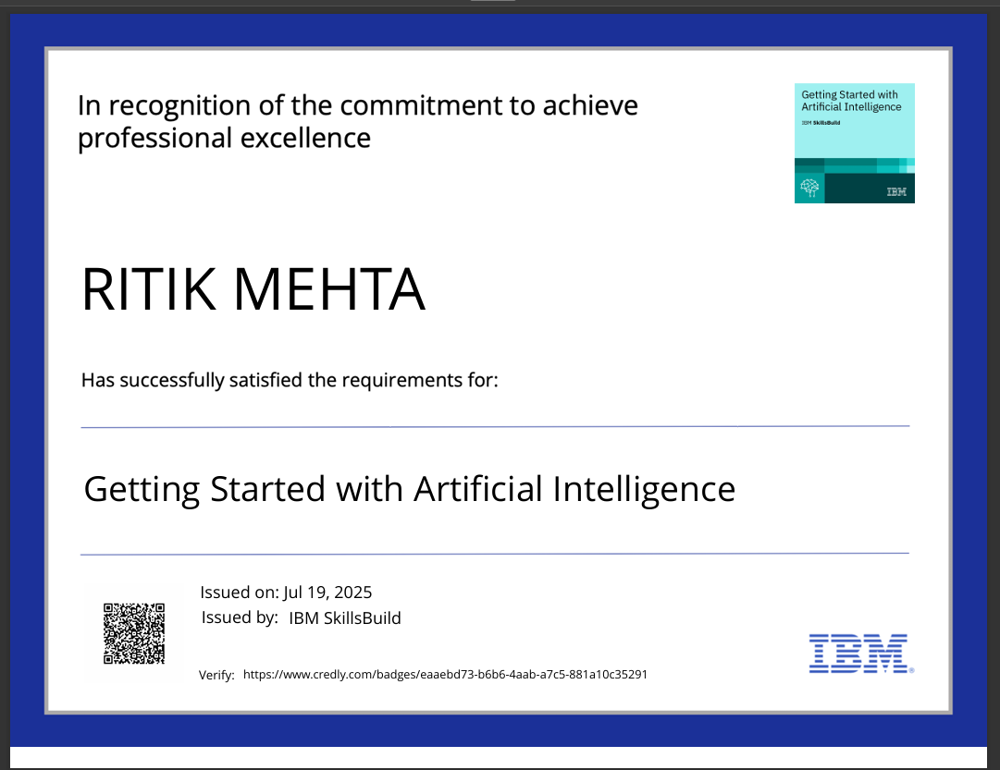 In recognition of the commitment to achieve
professional excellence
Getting Started with
Artificial Intelligence
IBM SkillsBuild
IBM
RITIK MEHTA
Has successfully satisfied the requirements for:
Getting Started with Artificial Intelligence
Issued on: Jul 19, 2025
Issued by: IBM SkillsBuild
IBM®
Verify: https://www.credly.com/badges/eaaebd73-b6b6-4aab-a7c5-881a10c35291